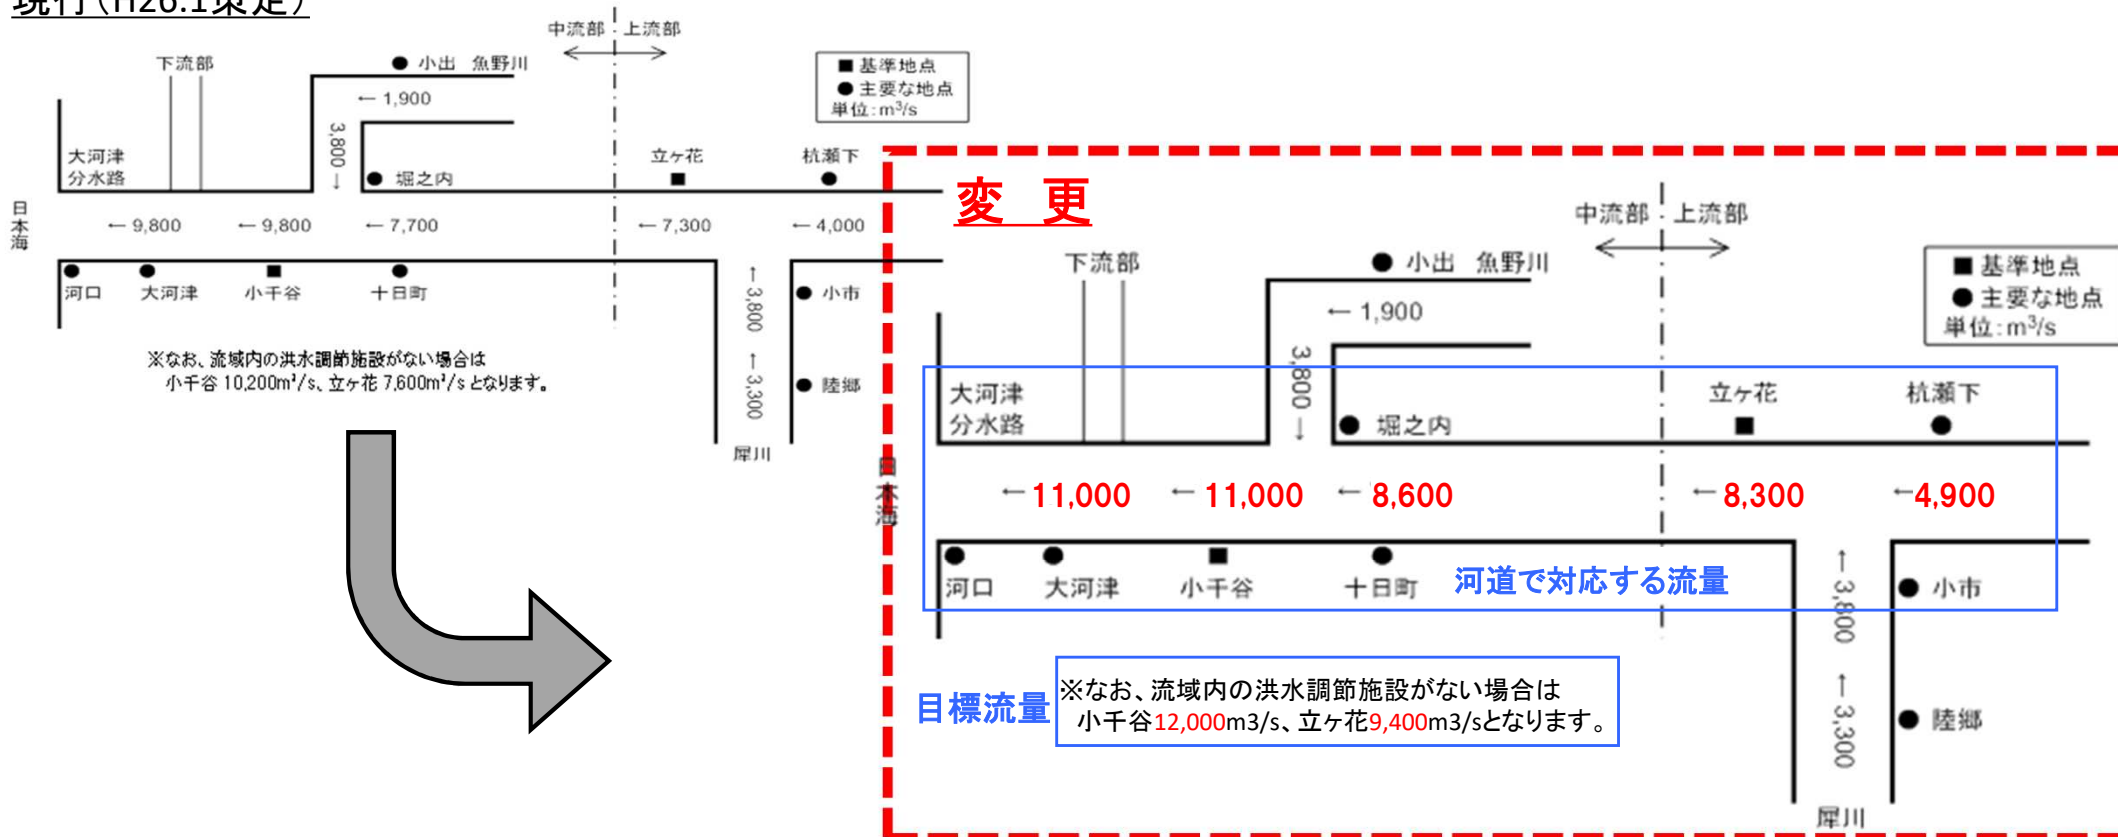 現行(H26.1策定)
中流部 上流部
下流部
● 小出 魚野川
← 1,900
■ 基準地点
● 主要な地点
単位:m³/s
3,800→
大河津
分水路
● 堀之内
立ヶ花
■
杭瀬下
●
日本海
← 9,800
← 9,800
← 7,700
← 7,300
← 4,000
河口
大河津
小千谷
十日町
←3,800
● 小市
←3,300
● 陸郷
犀川
※なお、流域内の洪水調節施設がない場合は
小千谷 10,200m³/s、立ヶ花 7,600m³/s となります。
変 更
中流部 上流部
下流部
● 小出 魚野川
← 1,900
■ 基準地点
● 主要な地点
単位:m³/s
3,800→
大河津
分水路
● 堀之内
立ヶ花
■
杭瀬下
●
日本海
← 11,000
← 11,000
← 8,600
← 8,300
←4,900
河口
大河津
小千谷
十日町
河道で対応する流量
←3,800
● 小市
←3,300
● 陸郷
犀川
目標流量
※なお、流域内の洪水調節施設がない場合は
小千谷12,000m3/s、立ヶ花9,400m3/sとなります。